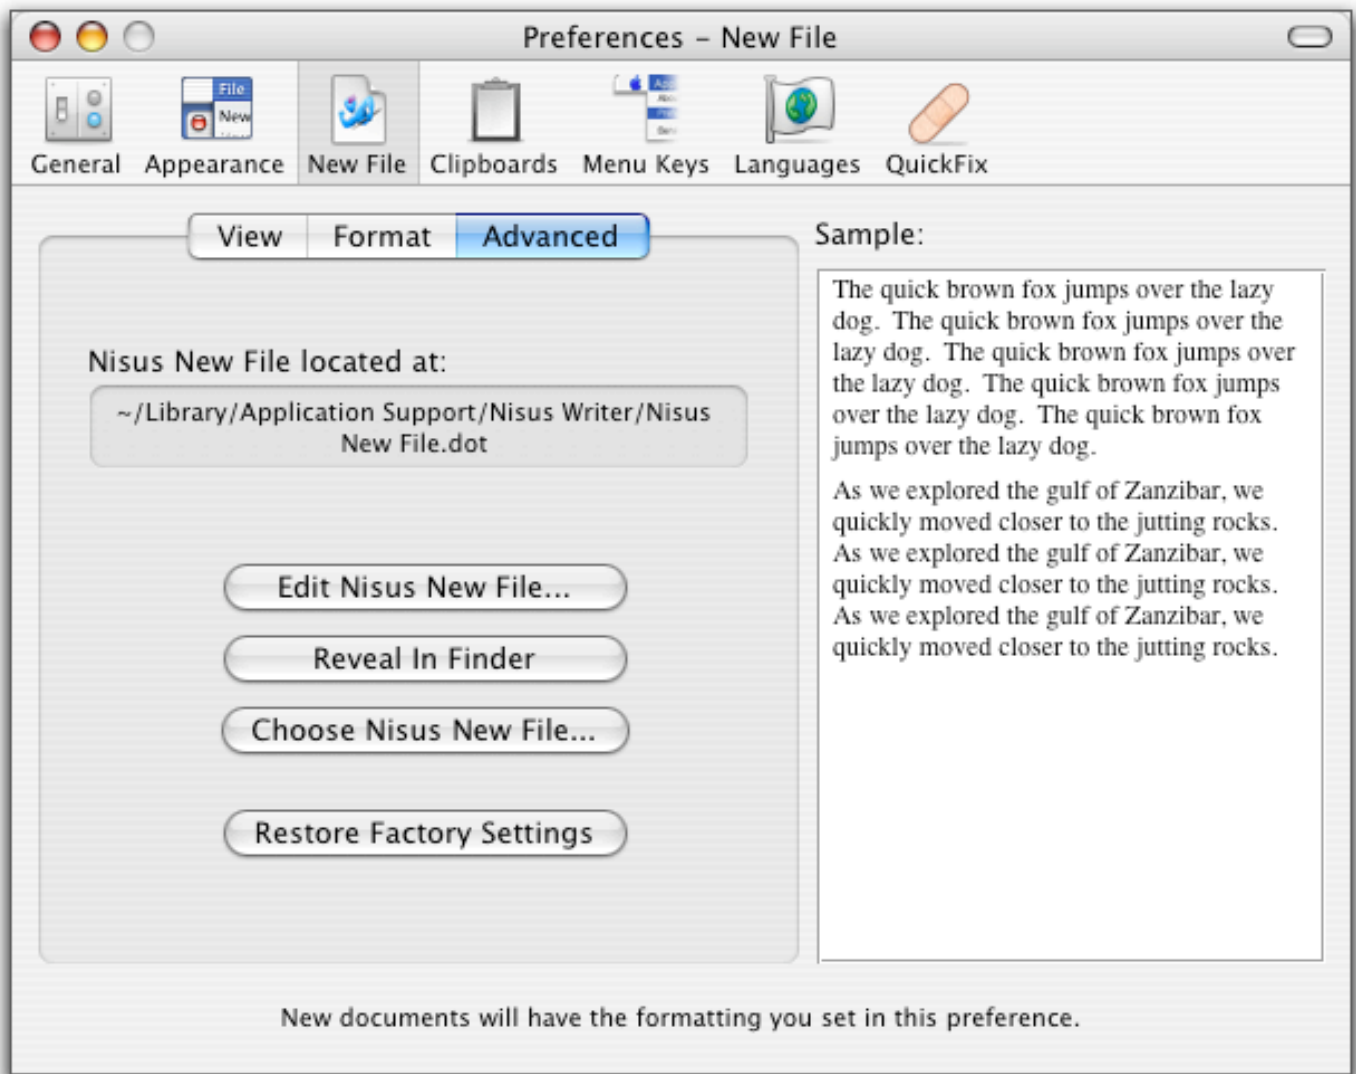 Preferences – New File
File
New
General Appearance New File Clipboards Menu Keys Languages QuickFix
View Format Advanced
Nisus New File located at:
~/Library/Application Support/Nisus Writer/Nisus
New File.dot
Edit Nisus New File...
Reveal In Finder
Choose Nisus New File...
Restore Factory Settings
Sample:
The quick brown fox jumps over the lazy
dog.  The quick brown fox jumps over the
lazy dog.  The quick brown fox jumps over
the lazy dog.  The quick brown fox jumps
over the lazy dog.  The quick brown fox
jumps over the lazy dog.
As we explored the gulf of Zanzibar, we
quickly moved closer to the jutting rocks.
As we explored the gulf of Zanzibar, we
quickly moved closer to the jutting rocks.
As we explored the gulf of Zanzibar, we
quickly moved closer to the jutting rocks.
New documents will have the formatting you set in this preference.